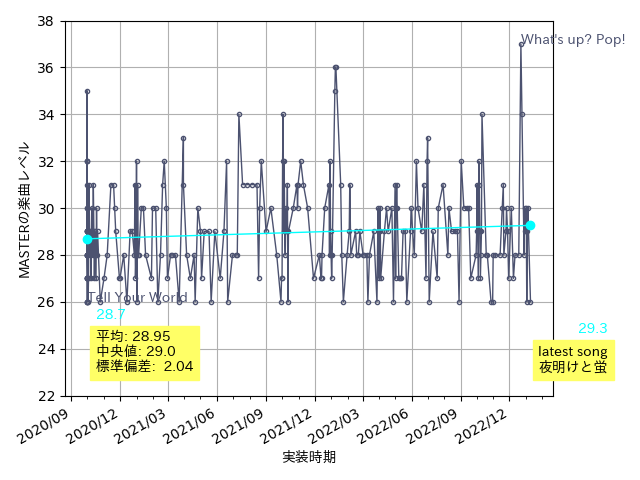 38
36
34
32
30
28
26
24
22
MASTERの楽曲レベル
What's up? Pop!
Tell Your World
28.7
平均: 28.95
中央値: 29.0
標準偏差: 2.04
29.3
latest song
夜明けと蛍
2020/09
2020/12
2021/03
2021/06
2021/09
2021/12
2022/03
2022/06
2022/09
2022/12
実装時期